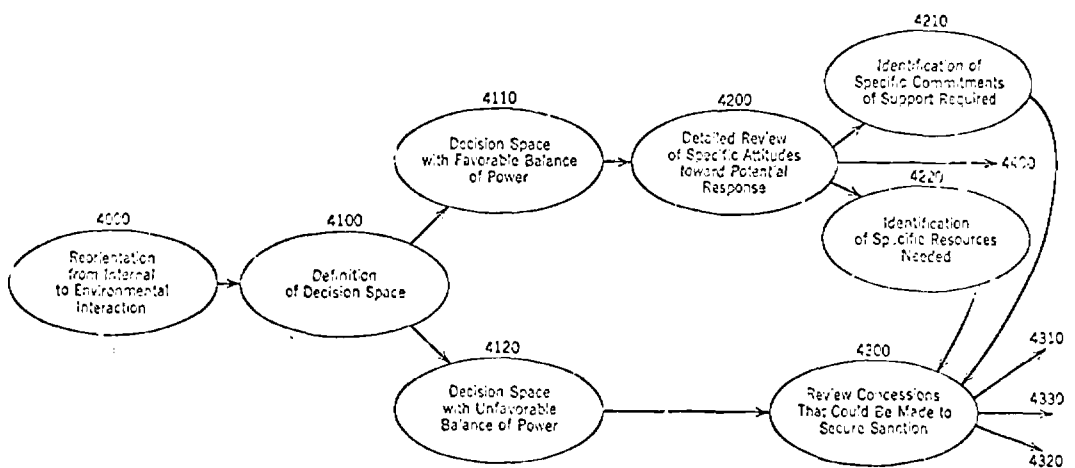 4210
Identification of
Specific Commitments
of Support Required
4110
Decision Space
with Favorable Balance
of Power
4200
Detailed Review
of Specific Attitudes
toward Potential
Response
4400
4220
Identification
of Specific Resources
Needed
4000
Reorientation
from Internal
to Environmental
Interaction
4100
Definition
of Decision Space
4120
Decision Space
with Unfavorable
Balance of Power
4300
Review Concessions
That Could Be Made to
Secure Sanction
4310
4330
4320